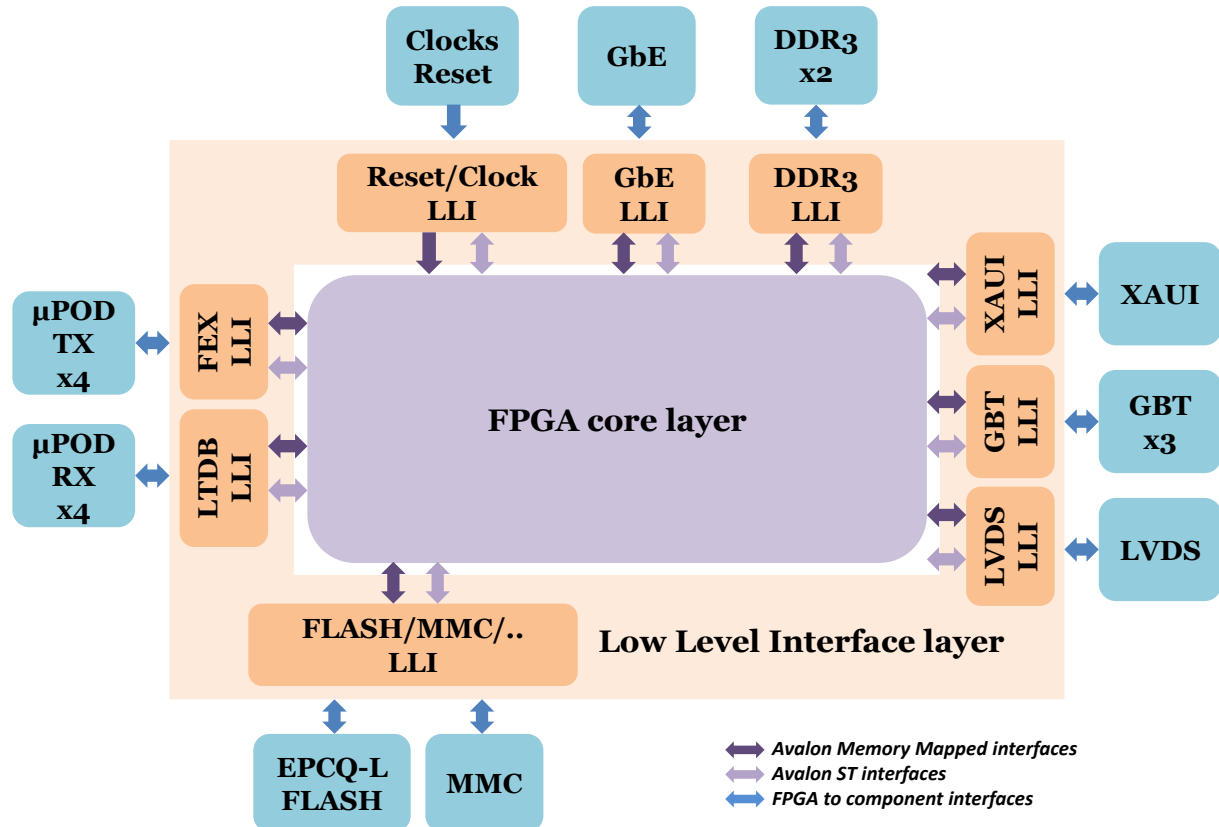 Clocks
Reset
GbE
DDR3
x2
Reset/Clock
LLI
GbE
LLI
DDR3
LLI
XAUI
LLI
XAUI
µPOD
TX
x4
FEX
LLI
FPGA core layer
GBT
LLI
GBT
x3
µPOD
RX
x4
LTDB
LLI
LVDS
LLI
LVDS
FLASH/MMC/..
LLI
Low Level Interface layer
EPCQ-L
FLASH
MMC
Avalon Memory Mapped interfaces
Avalon ST interfaces
FPGA to component interfaces